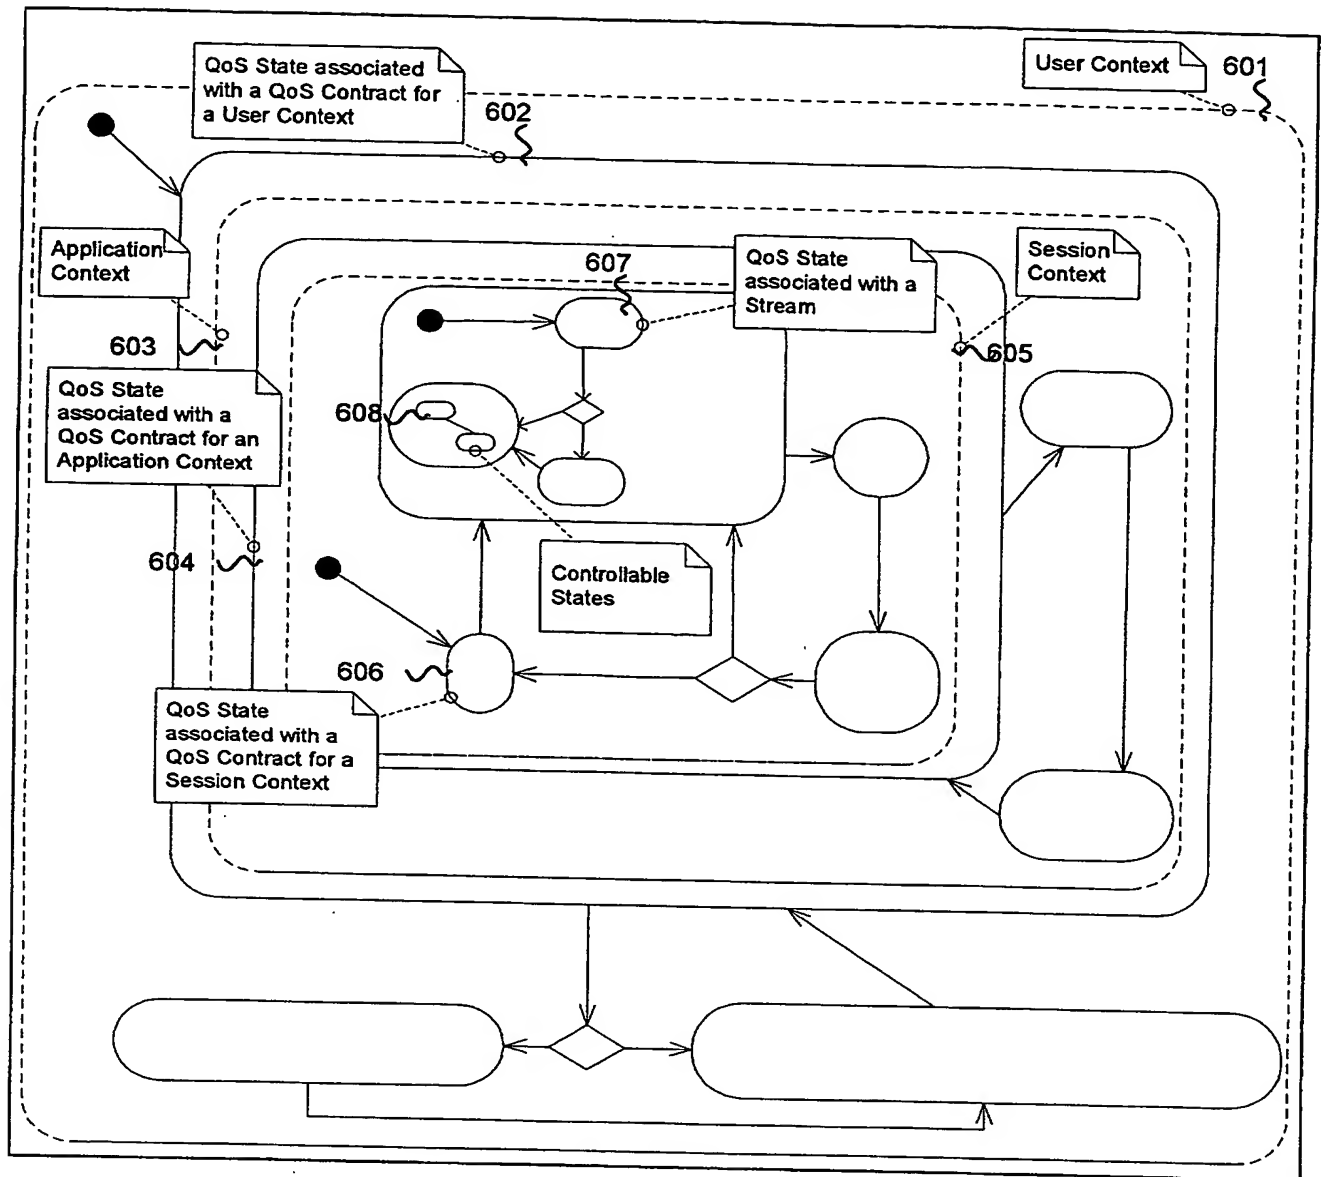 QoS State associated
with a QoS Contract for
a User Context
602
User Context
601
Application
Context
603
607
QoS State
associated with a
Stream
Session
Context
605
QoS State
associated with a
QoS Contract for an
Application Context
608
604
Controllable
States
606
QoS State
associated with a
QoS Contract for a
Session Context